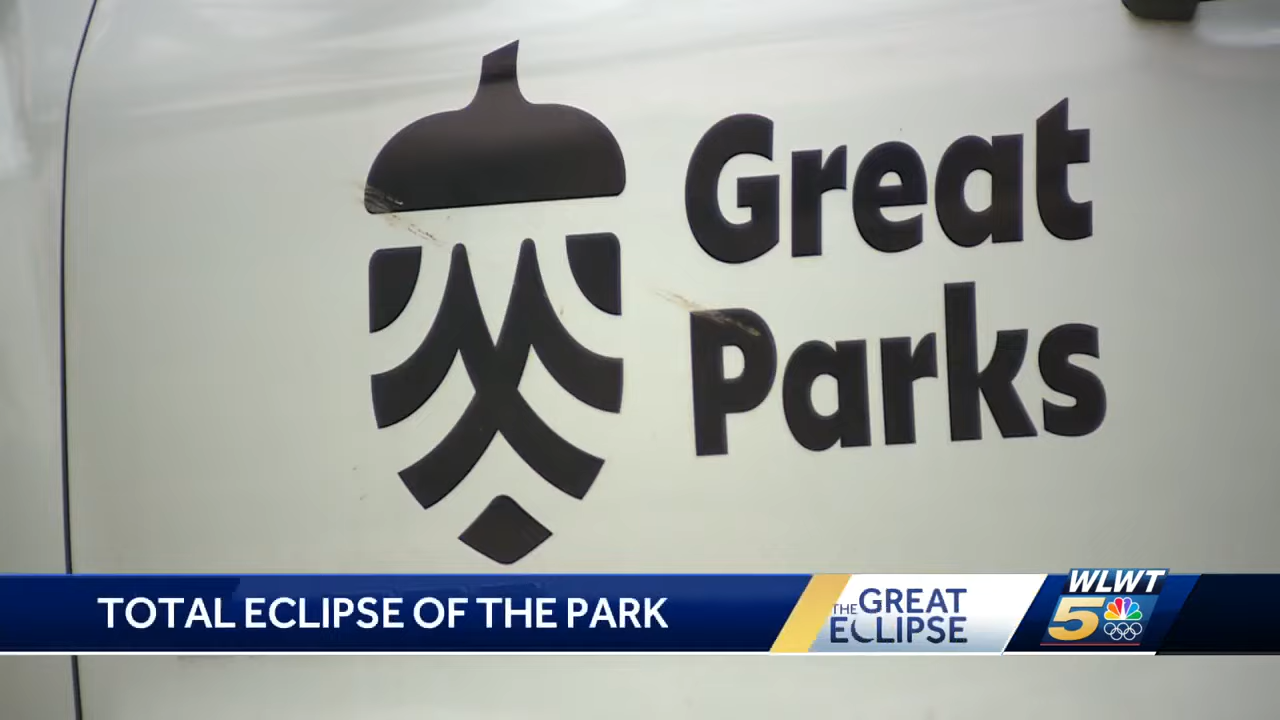 Great
Parks
TOTAL ECLIPSE OF THE PARK
THE GREAT
ECLIPSE
WLWT
5